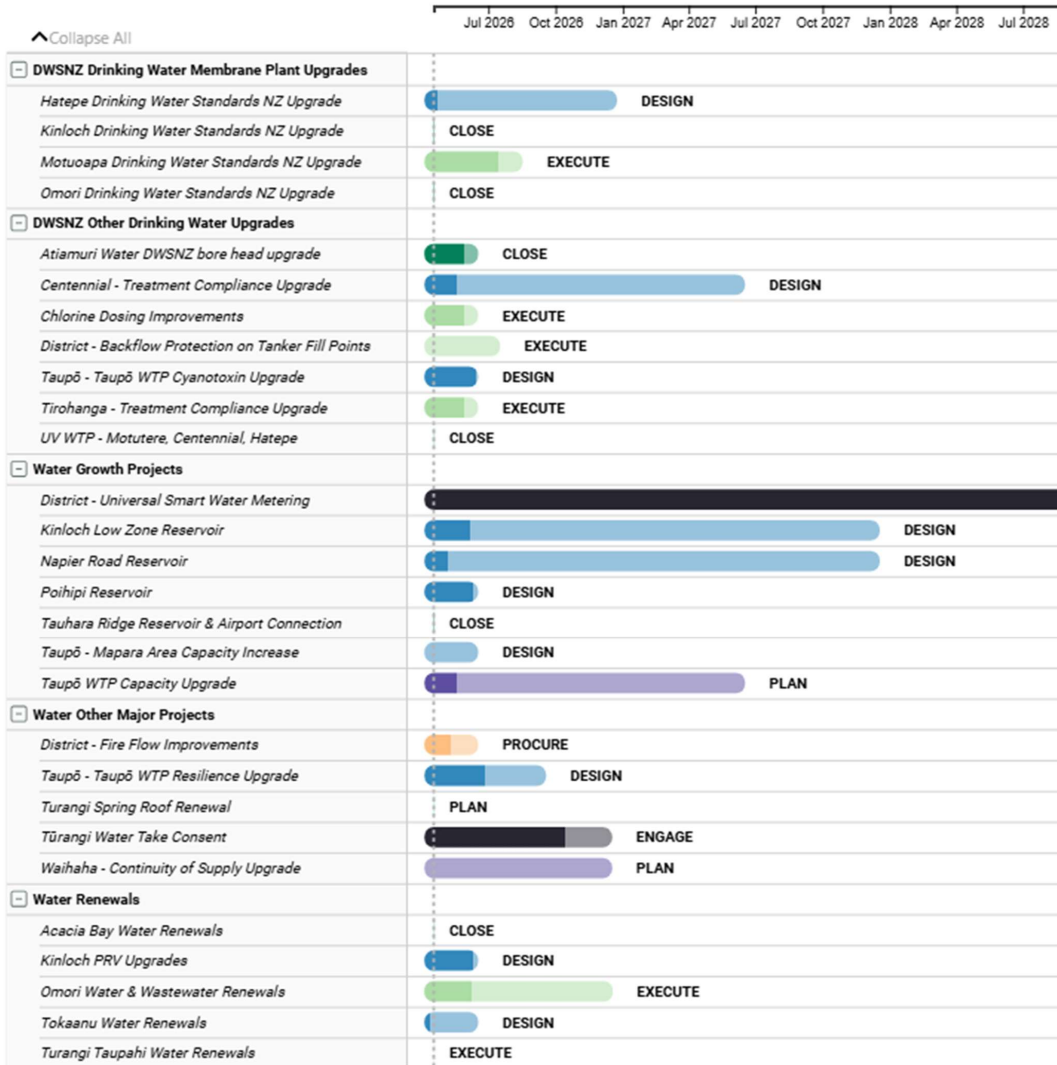 Jul 2026 Oct 2026 Jan 2027 Apr 2027 Jul 2027 Oct 2027 Jan 2028 Apr 2028 Jul 2028
Collapse All
DWSNZ Drinking Water Membrane Plant Upgrades
Hatepe Drinking Water Standards NZ Upgrade DESIGN
Kinloch Drinking Water Standards NZ Upgrade CLOSE
Motuoapa Drinking Water Standards NZ Upgrade EXECUTE
Omori Drinking Water Standards NZ Upgrade CLOSE
DWSNZ Other Drinking Water Upgrades
Atiamuri Water DWSNZ bore head upgrade CLOSE
Centennial - Treatment Compliance Upgrade DESIGN
Chlorine Dosing Improvements EXECUTE
District - Backflow Protection on Tanker Fill Points EXECUTE
Taupō - Taupō WTP Cyanotoxin Upgrade DESIGN
Tirohanga - Treatment Compliance Upgrade EXECUTE
UV WTP - Motutere, Centennial, Hatepe CLOSE
Water Growth Projects
District - Universal Smart Water Metering
Kinloch Low Zone Reservoir DESIGN
Napier Road Reservoir DESIGN
Poihipi Reservoir DESIGN
Tauhara Ridge Reservoir & Airport Connection CLOSE
Taupō - Mapara Area Capacity Increase DESIGN
Taupō WTP Capacity Upgrade PLAN
Water Other Major Projects
District - Fire Flow Improvements PROCURE
Taupō - Taupō WTP Resilience Upgrade DESIGN
Turangi Spring Roof Renewal PLAN
Tūrangi Water Take Consent ENGAGE
Waihaha - Continuity of Supply Upgrade PLAN
Water Renewals
Acacia Bay Water Renewals CLOSE
Kinloch PRV Upgrades DESIGN
Omori Water & Wastewater Renewals EXECUTE
Tokaanu Water Renewals DESIGN
Turangi Taupahi Water Renewals EXECUTE